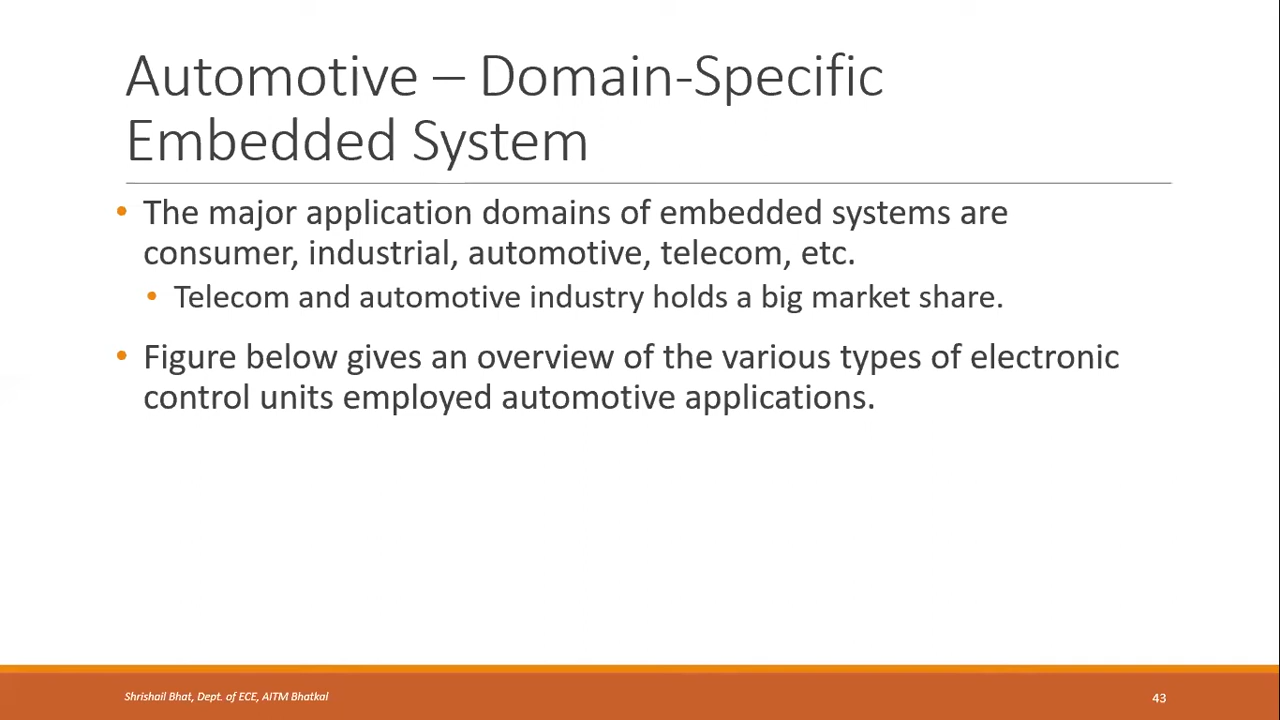 Automotive – Domain-Specific
Embedded System
• The major application domains of embedded systems are
consumer, industrial, automotive, telecom, etc.
• Telecom and automotive industry holds a big market share.
• Figure below gives an overview of the various types of electronic
control units employed automotive applications.
Shrishail Bhat, Dept. of ECE, AITM Bhatkal
43